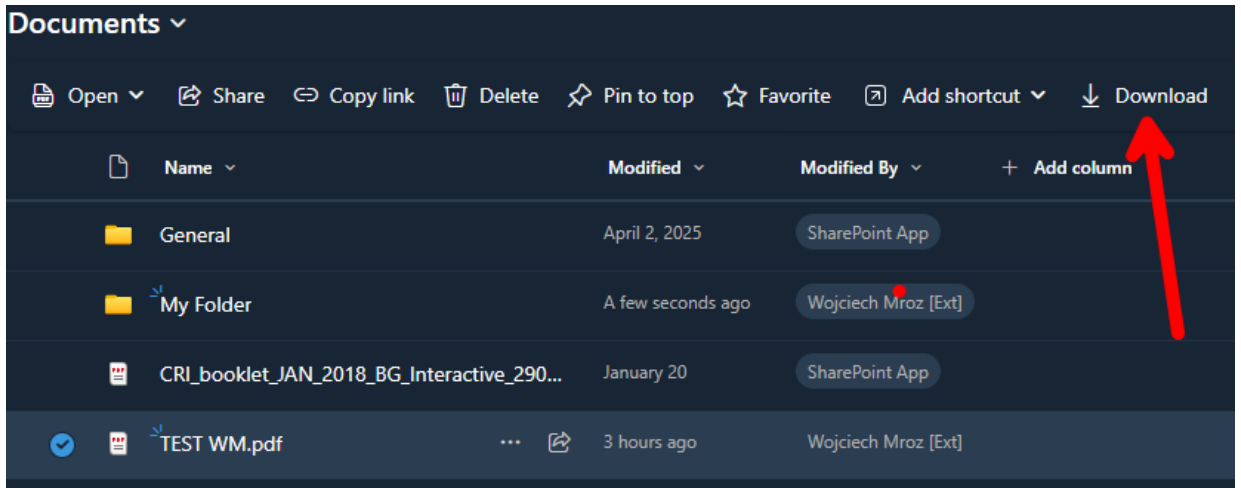 Documents
Open Share Copy link Delete Pin to top Favorite Add shortcut Download
Name Modified Modified By Add column
General April 2, 2025 SharePoint App
My Folder A few seconds ago Wojciech Mroz [Ext]
CRI_booklet_JAN_2018_BG_Interactive_290... January 20 SharePoint App
TEST WM.pdf ... 3 hours ago Wojciech Mroz [Ext]